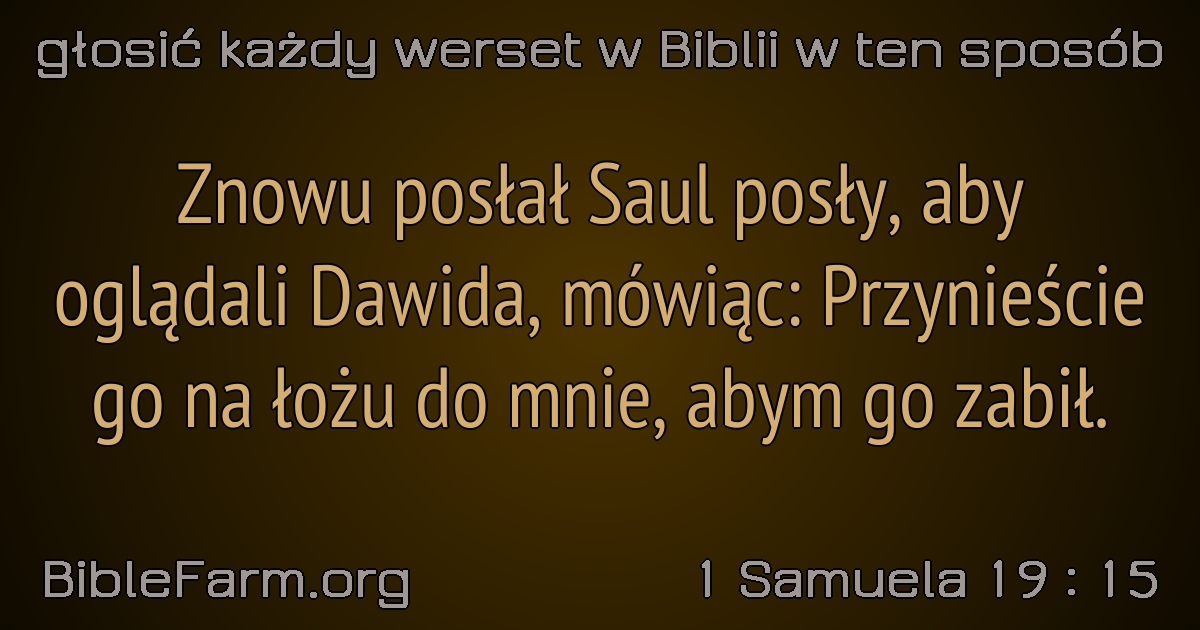 głosić każdy werset w Biblii w ten sposób
Znowu posłał Saul posły, aby
oglądali Dawida, mówiąc: Przynieście
go na łożu do mnie, abym go zabił.
BibleFarm.org
1 Samuela 19 : 15